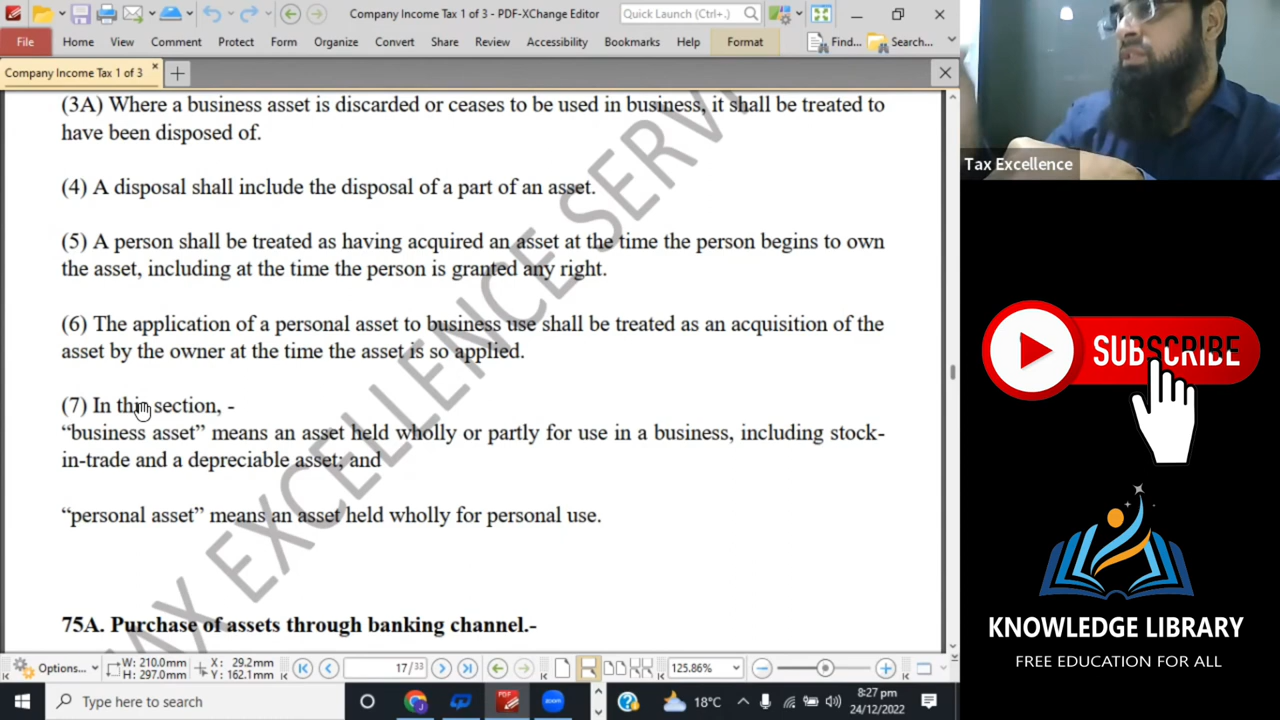 Company Income Tax 1 of 3 - PDF-XChange Editor
Quick Launch (Ctrl+.)
File Home View Comment Protect Form Organize Convert Share Review Accessibility Bookmarks Help Format Find... Search...
Company Income Tax 1 of 3
(3A) Where a business asset is discarded or ceases to be used in business, it shall be treated to
have been disposed of.
(4) A disposal shall include the disposal of a part of an asset.
(5) A person shall be treated as having acquired an asset at the time the person begins to own
the asset, including at the time the person is granted any right.
(6) The application of a personal asset to business use shall be treated as an acquisition of the
asset by the owner at the time the asset is so applied.
(7) In this section, -
“business asset” means an asset held wholly or partly for use in a business, including stock-
in-trade and a depreciable asset; and
“personal asset” means an asset held wholly for personal use.
75A. Purchase of assets through banking channel.-
TAX EXCELLENCE SERVI
Tax Excellence
SUBSCRIBE
KNOWLEDGE LIBRARY
FREE EDUCATION FOR ALL
Options...
W: 210.0mm
H: 297.0mm
X: 29.2mm
Y: 162.1mm
17 / 33
125.86%
Type here to search
PDF
zoom
18°C
8:27 pm
24/12/2022